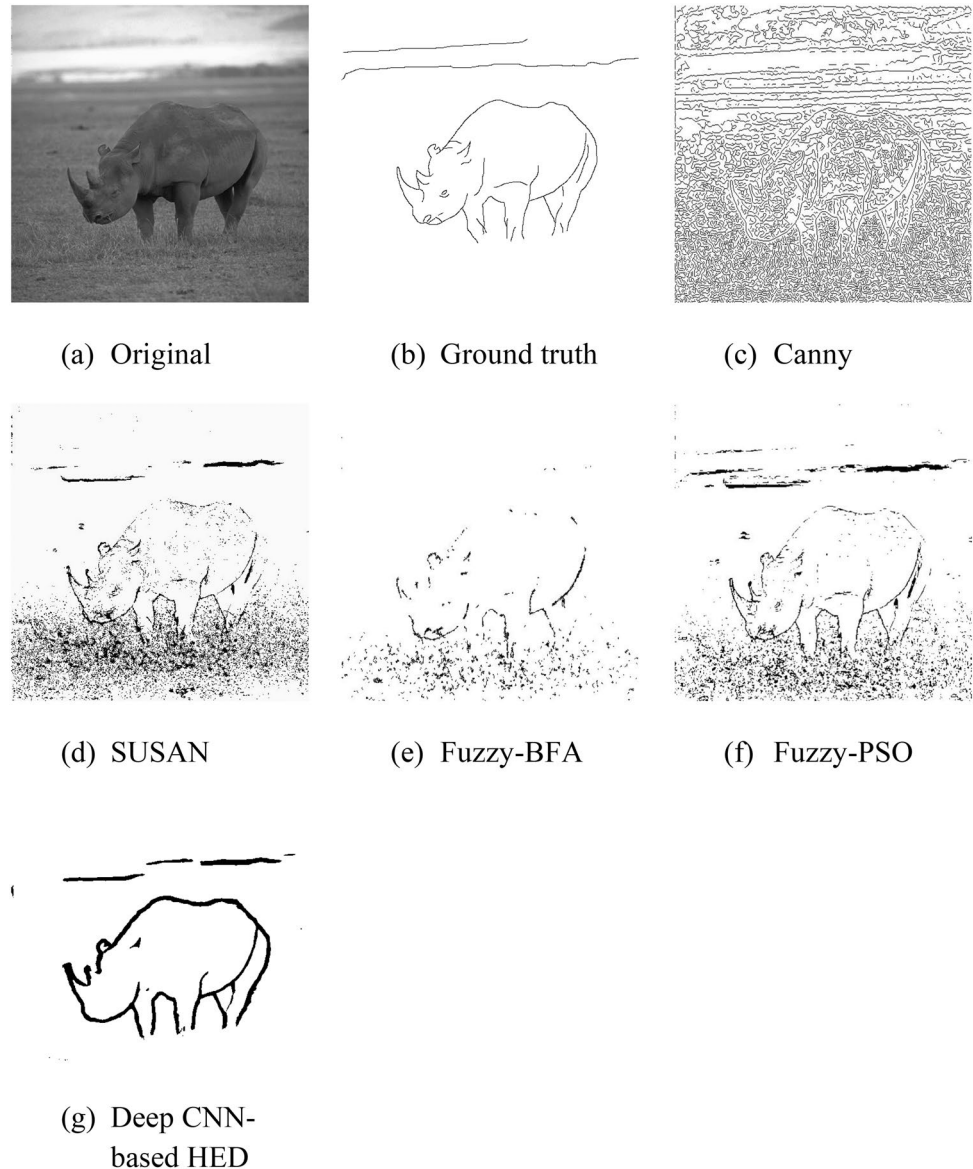 (a) Original
(b) Ground truth
(c) Canny
(d) SUSAN
(e) Fuzzy-BFA
(f) Fuzzy-PSO
(g) Deep CNN-
based HED